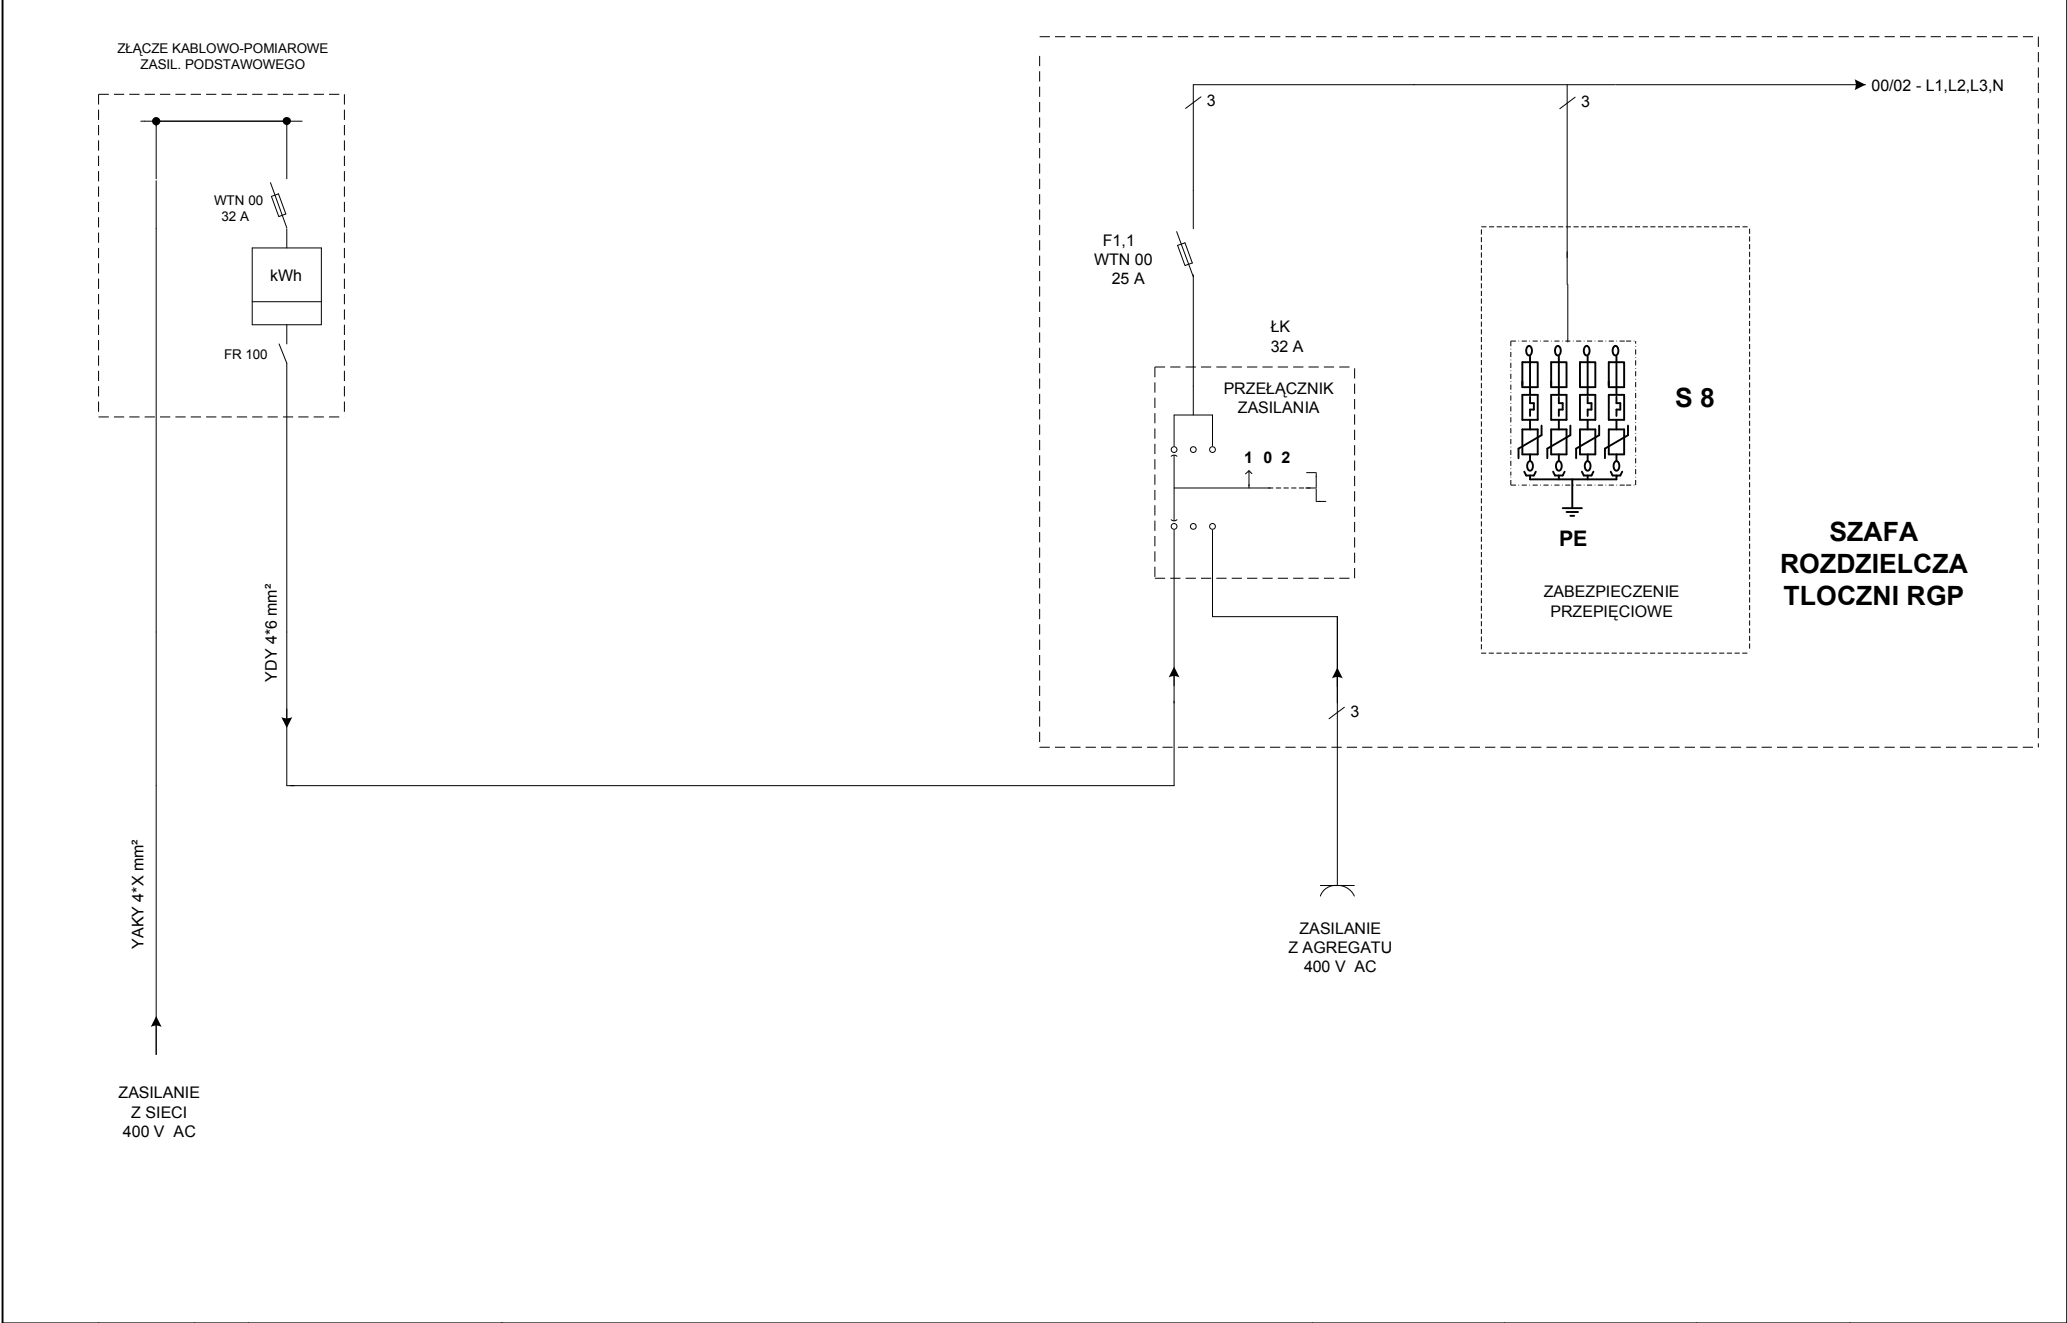 ZŁĄCZE KABLOWO-POMIAROWE
ZASIL. PODSTAWOWEGO
WTN 00
32 A
kWh
FR 100
YDY 4*6 mm²
YAKY 4*X mm²
ZASILANIE
Z SIECI
400 V AC
3
3
00/02 - L1,L2,L3,N
F1,1
WTN 00
25 A
ŁK
32 A
PRZEŁĄCZNIK
ZASILANIA
1 0 2
3
ZASILANIE
Z AGREGATU
400 V AC
S 8
PE
ZABEZPIECZENIE
PRZEPIĘCIOWE
SZAFA
ROZDZIELCZA
TLOCZNI RGP